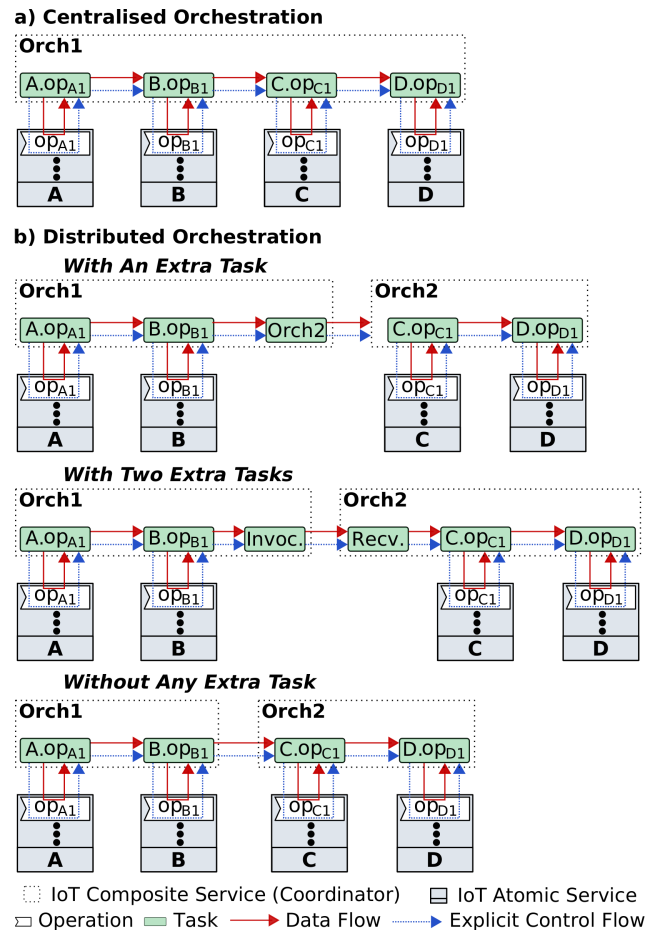 a) Centralised Orchestration
Orch1
A.opA1 B.opB1 C.opC1 D.opD1
opA1 opB1 opC1 opD1
A B C D
b) Distributed Orchestration
With An Extra Task
Orch1 Orch2
A.opA1 B.opB1 Orch2 C.opC1 D.opD1
opA1 opB1 opC1 opD1
A B C D
With Two Extra Tasks
Orch1 Orch2
A.opA1 B.opB1 Invoc. Recv. C.opC1 D.opD1
opA1 opB1 opC1 opD1
A B C D
Without Any Extra Task
Orch1 Orch2
A.opA1 B.opB1 C.opC1 D.opD1
opA1 opB1 opC1 opD1
A B C D
IoT Composite Service (Coordinator) IoT Atomic Service
Operation Task Data Flow Explicit Control Flow